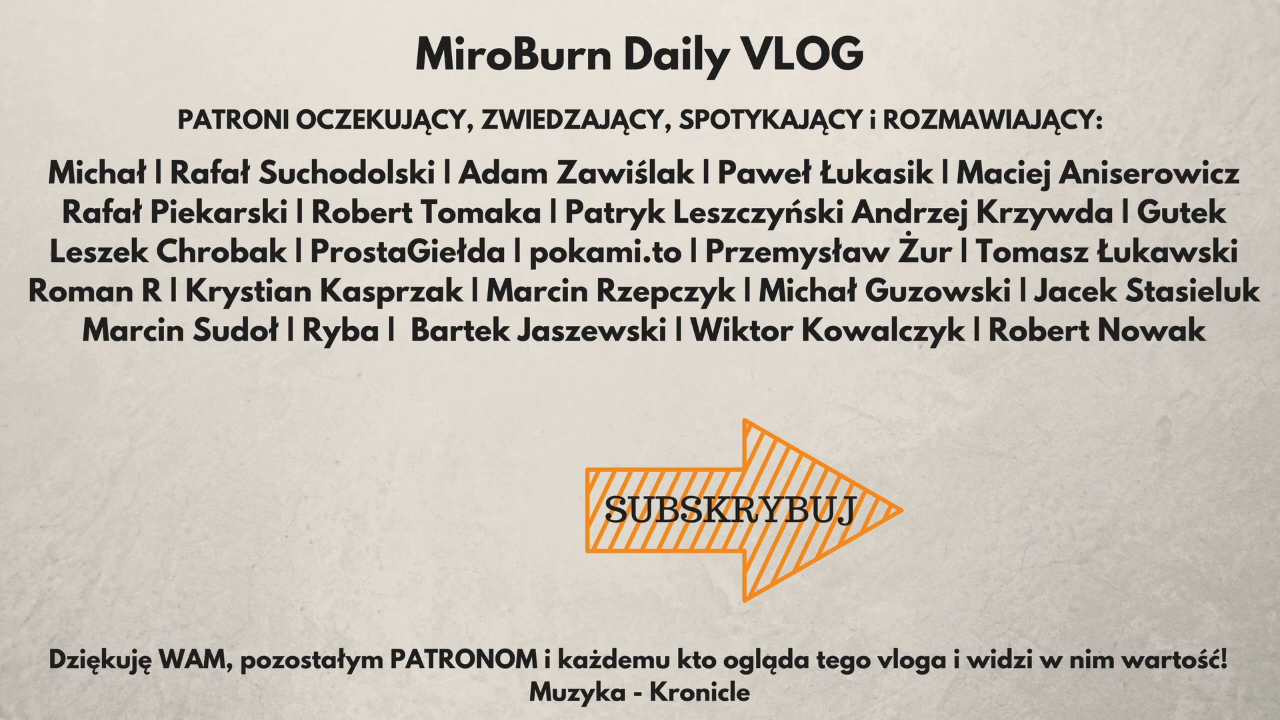 MiroBurn Daily VLOG
PATRONI OCZEKUJĄCY, ZWIEDZAJĄCY, SPOTYKAJĄCY i ROZMAWIAJĄCY:
Michał | Rafał Suchodolski | Adam Zawiślak | Paweł Łukasik | Maciej Aniserowicz
Rafał Piekarski | Robert Tomaka | Patryk Leszczyński Andrzej Krzywda | Gutek
Leszek Chrobak | ProstaGiełda | pokami.to | Przemysław Żur | Tomasz Łukawski
Roman R | Krystian Kasprzak | Marcin Rzepczyk | Michał Guzowski | Jacek Stasieluk
Marcin Sudoł | Ryba |  Bartek Jaszewski | Wiktor Kowalczyk | Robert Nowak
SUBSKRYBUJ
Dziękuję WAM, pozostałym PATRONOM i każdemu kto ogląda tego vloga i widzi w nim wartość!
Muzyka - Kronicle